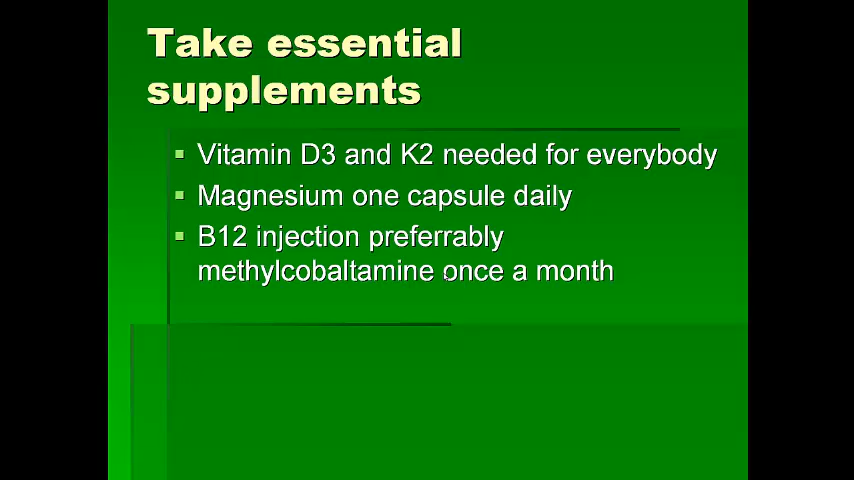 Take essential
supplements
Vitamin D3 and K2 needed for everybody
Magnesium one capsule daily
B12 injection preferrably
methylcobaltamine once a month